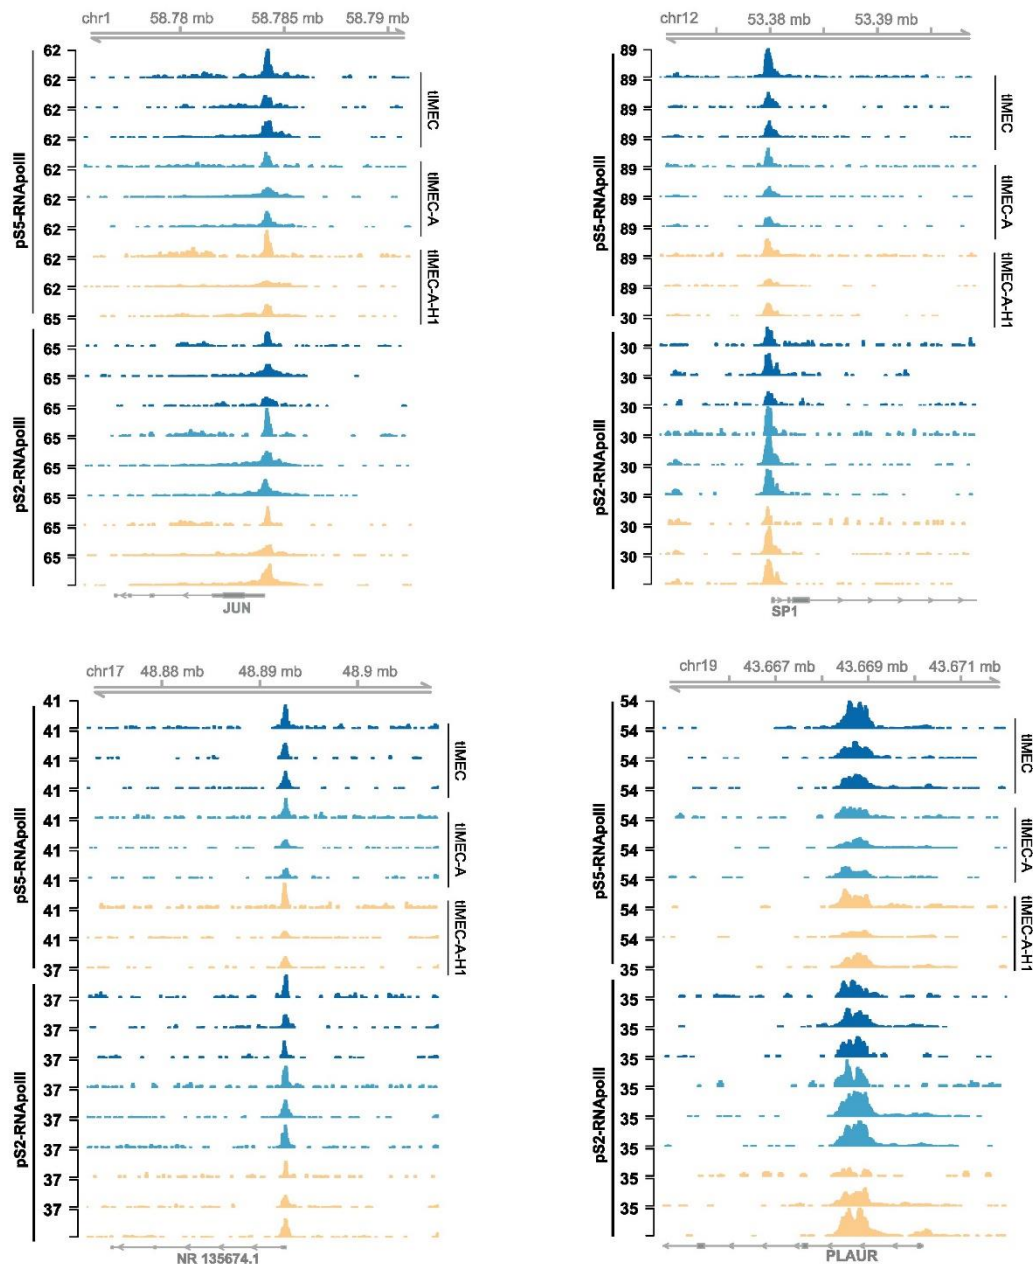 chr1 58.78 mb 58.785 mb 58.79 mb
62
62
62
62
62
62
62
62
62
65
65
65
65
65
65
65
65
pS5-RNApolII
pS2-RNApolII
tIMEC
tIMEC-A
tIMEC-A-H1
JUN
chr12 53.38 mb 53.39 mb
89
89
89
89
89
89
89
89
89
30
30
30
30
30
30
30
30
pS5-RNApolII
pS2-RNApolII
tIMEC
tIMEC-A
tIMEC-A-H1
SP1
chr17 48.88 mb 48.89 mb 48.9 mb
41
41
41
41
41
41
41
41
41
37
37
37
37
37
37
37
37
pS5-RNApolII
pS2-RNApolII
tIMEC
tIMEC-A
tIMEC-A-H1
NR 135674.1
chr19 43.667 mb 43.669 mb 43.671 mb
54
54
54
54
54
54
54
54
54
35
35
35
35
35
35
35
35
pS5-RNApolII
pS2-RNApolII
tIMEC
tIMEC-A
tIMEC-A-H1
PLAUR